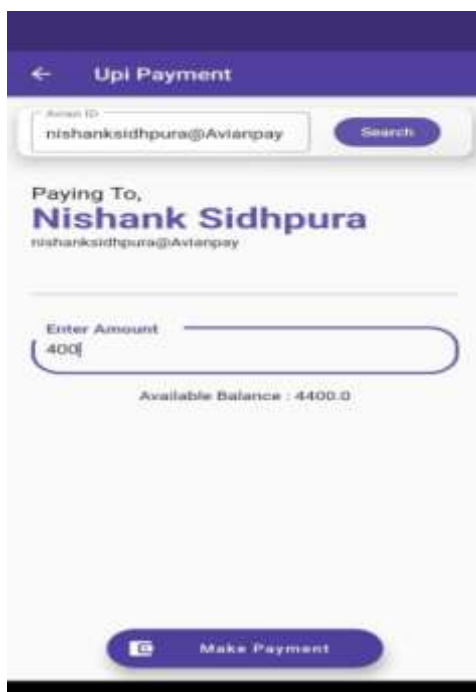 Upi Payment
Avian ID
nishanksidhpura@Avianpay
Search
Paying To,
Nishank Sidhpura
nishanksidhpura@Avianpay
Enter Amount
400
Available Balance : 4400.0
Make Payment